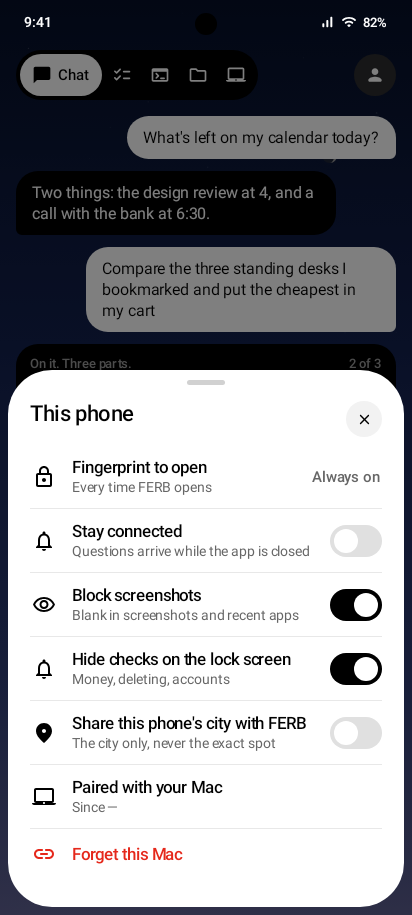 9:41
82%
Chat
What's left on my calendar today?
Two things: the design review at 4, and a
call with the bank at 6:30.
Compare the three standing desks I
bookmarked and put the cheapest in
my cart
On it. Three parts.
2 of 3
This phone
Fingerprint to open
Every time FERB opens
Always on
Stay connected
Questions arrive while the app is closed
Block screenshots
Blank in screenshots and recent apps
Hide checks on the lock screen
Money, deleting, accounts
Share this phone's city with FERB
The city only, never the exact spot
Paired with your Mac
Since —
Forget this Mac